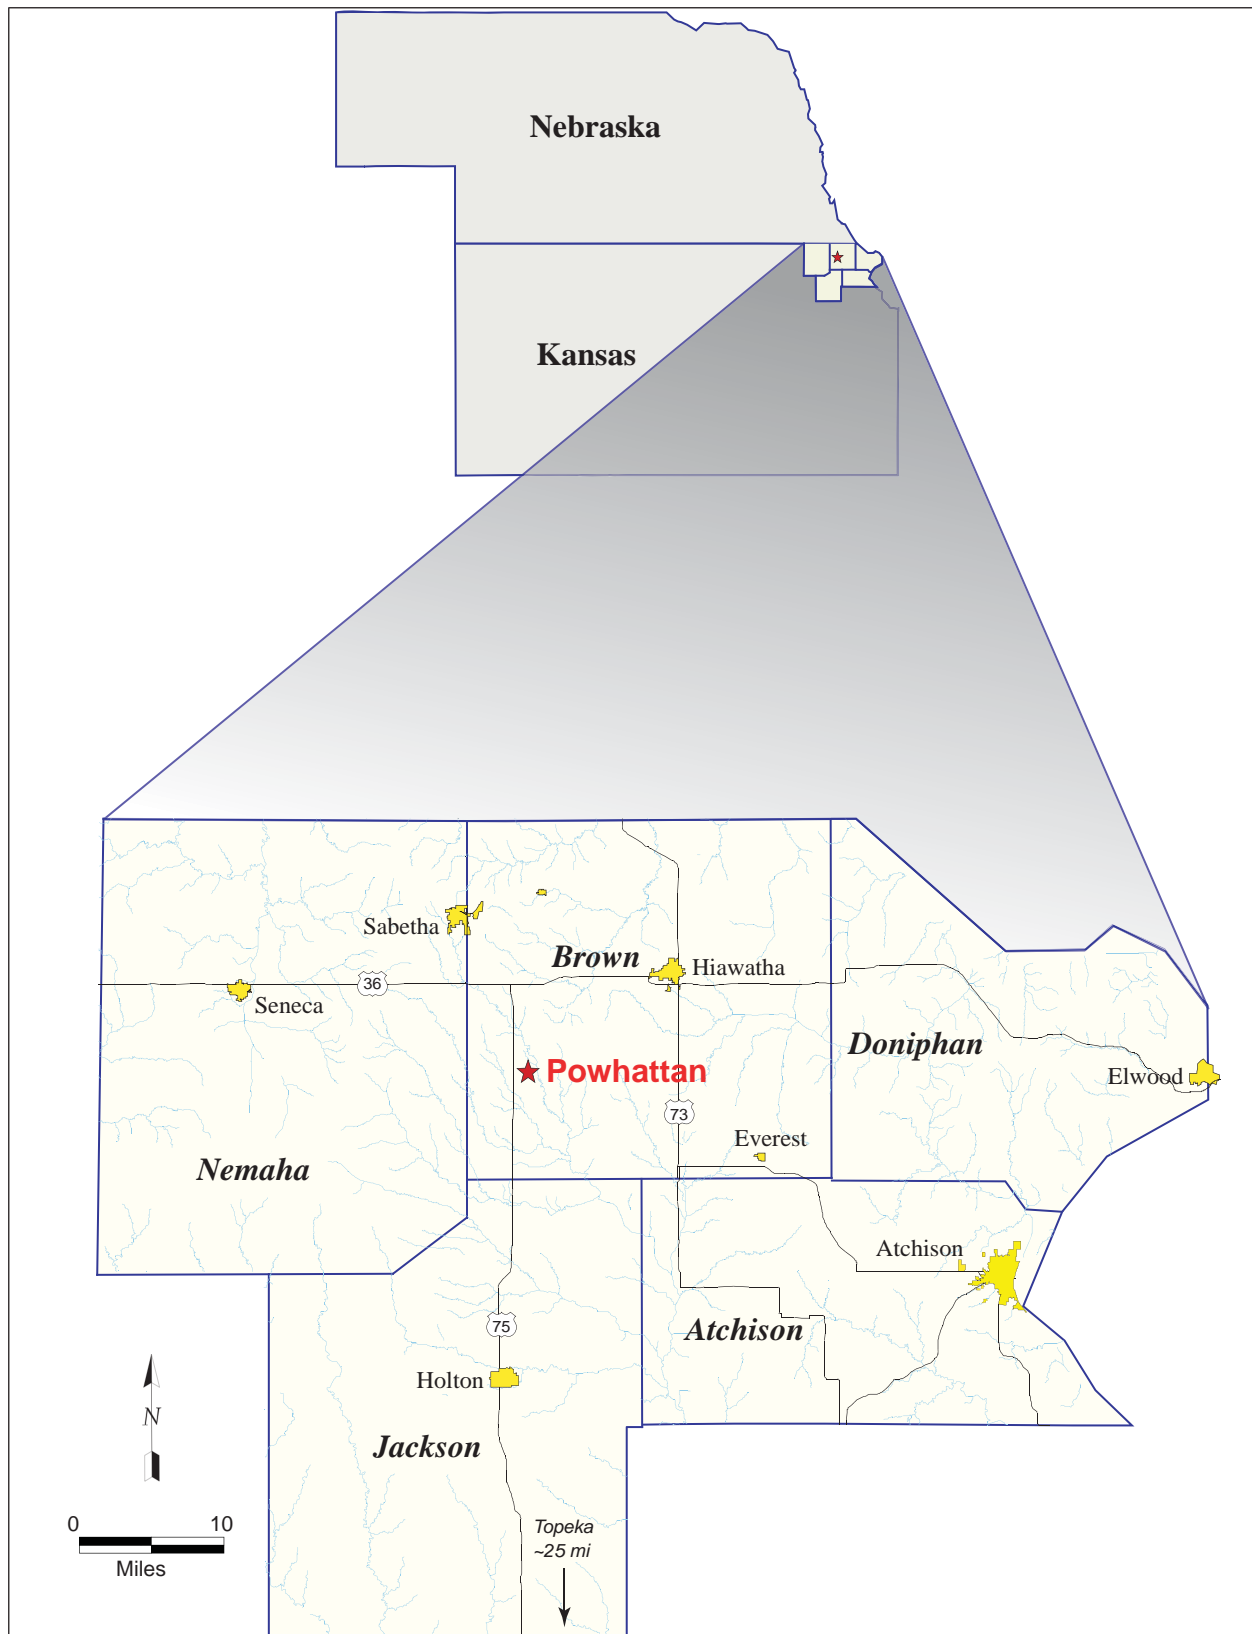 Nebraska
Kansas
Sabetha
Brown
Hiawatha
36
Seneca
Doniphan
Powhattan
Elwood
73
Everest
Nemaha
Atchison
75
Atchison
Holton
N
Jackson
0 10
Miles
Topeka
~25 mi